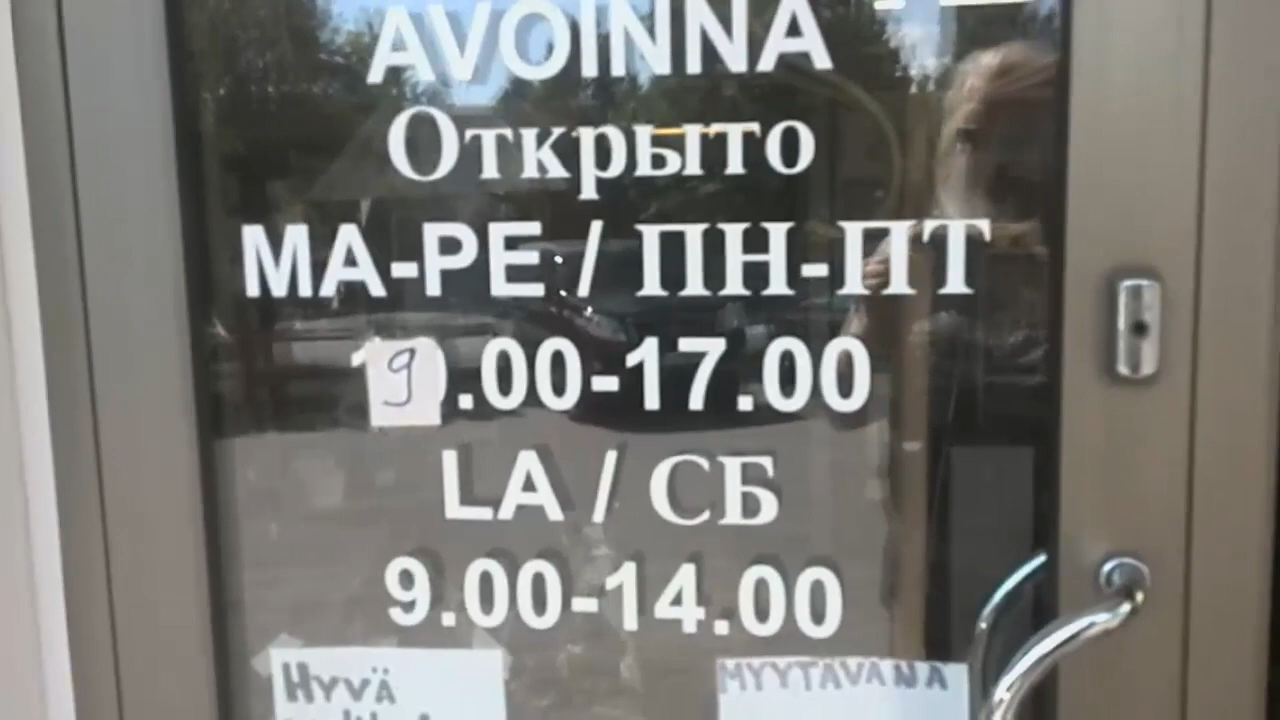 AVOINNA
Открыто
MA-PE / ПН-ПТ
9.00-17.00
LA / СБ
9.00-14.00
HYVÄ
MYYTÄVÄNÄ